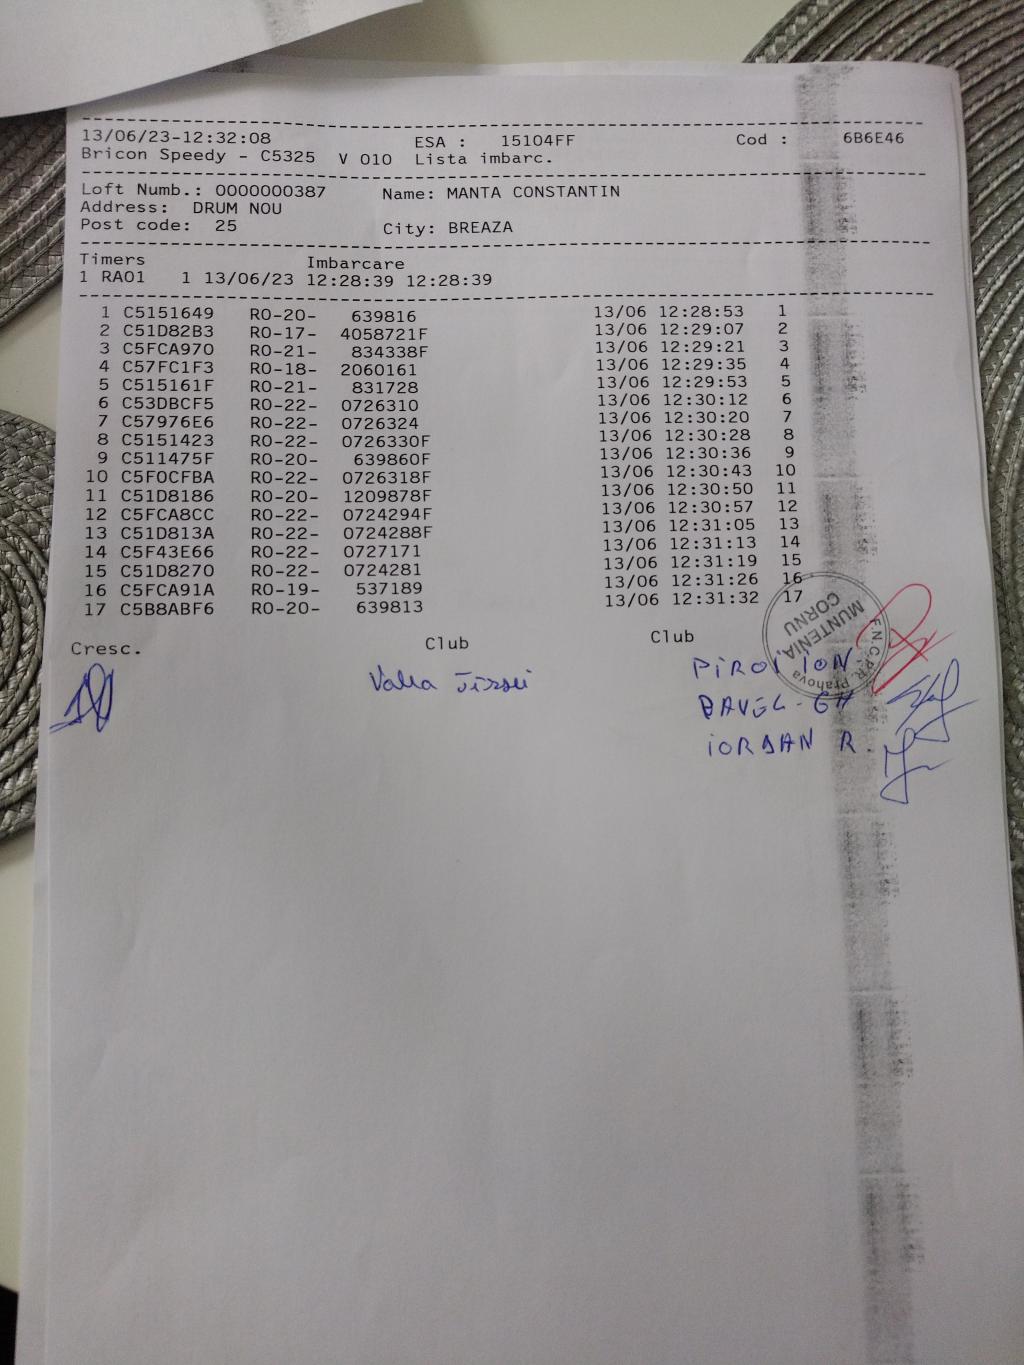 13/06/23-12:32:08 ESA : 15104FF Cod : 6B6E46
Bricon Speedy - C5325 V 010 Lista imbarc.
Loft Numb.: 0000000387 Name: MANTA CONSTANTIN
Address: DRUM NOU
Post code: 25 City: BREAZA
Timers Imbarcare
1 RA01 1 13/06/23 12:28:39 12:28:39
1 C5151649 RO-20- 639816 13/06 12:28:53 1
2 C51D82B3 RO-17- 4058721F 13/06 12:29:07 2
3 C5FCA970 RO-21- 834338F 13/06 12:29:21 3
4 C57FC1F3 RO-18- 2060161 13/06 12:29:35 4
5 C515161F RO-21- 831728 13/06 12:29:53 5
6 C53DBCF5 RO-22- 0726310 13/06 12:30:12 6
7 C57976E6 RO-22- 0726324 13/06 12:30:20 7
8 C5151423 RO-22- 0726330F 13/06 12:30:28 8
9 C511475F RO-20- 639860F 13/06 12:30:36 9
10 C5F0CFBA RO-22- 0726318F 13/06 12:30:43 10
11 C51D8186 RO-20- 1209878F 13/06 12:30:50 11
12 C5FCA8CC RO-22- 0724294F 13/06 12:30:57 12
13 C51D813A RO-22- 0724288F 13/06 12:31:05 13
14 C5F43E66 RO-22- 0727171 13/06 12:31:13 14
15 C51D8270 RO-22- 0724281 13/06 12:31:19 15
16 C5FCA91A RO-19- 537189 13/06 12:31:26 16
17 C5B8ABF6 RO-20- 639813 13/06 12:31:32 17
Cresc. Club Club
F.N.C.P.R. Prahova
MUNTENIA
CORNU
ION
PAVEL - GH
IORDAN R.